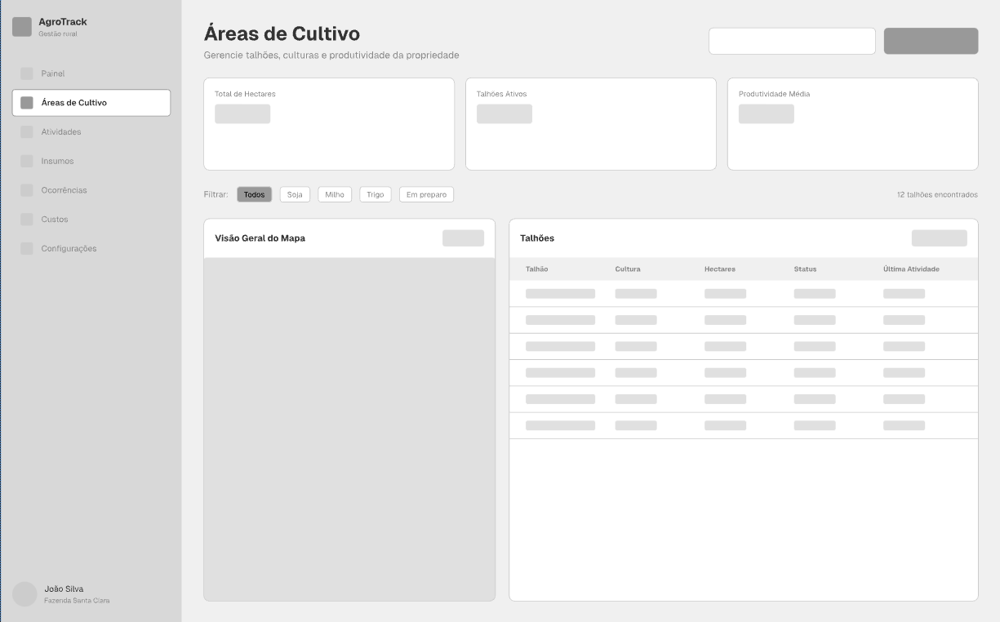 AgroTrack
Gestão rural
Painel
Áreas de Cultivo
Atividades
Insumos
Ocorrências
Custos
Configurações
João Silva
Fazenda Santa Clara
Áreas de Cultivo
Gerencie talhões, culturas e produtividade da propriedade
Total de Hectares
Talhões Ativos
Produtividade Média
Filtrar: Todos Soja Milho Trigo Em preparo
12 talhões encontrados
Visão Geral do Mapa
Talhões
Talhão Cultura Hectares Status Última Atividade